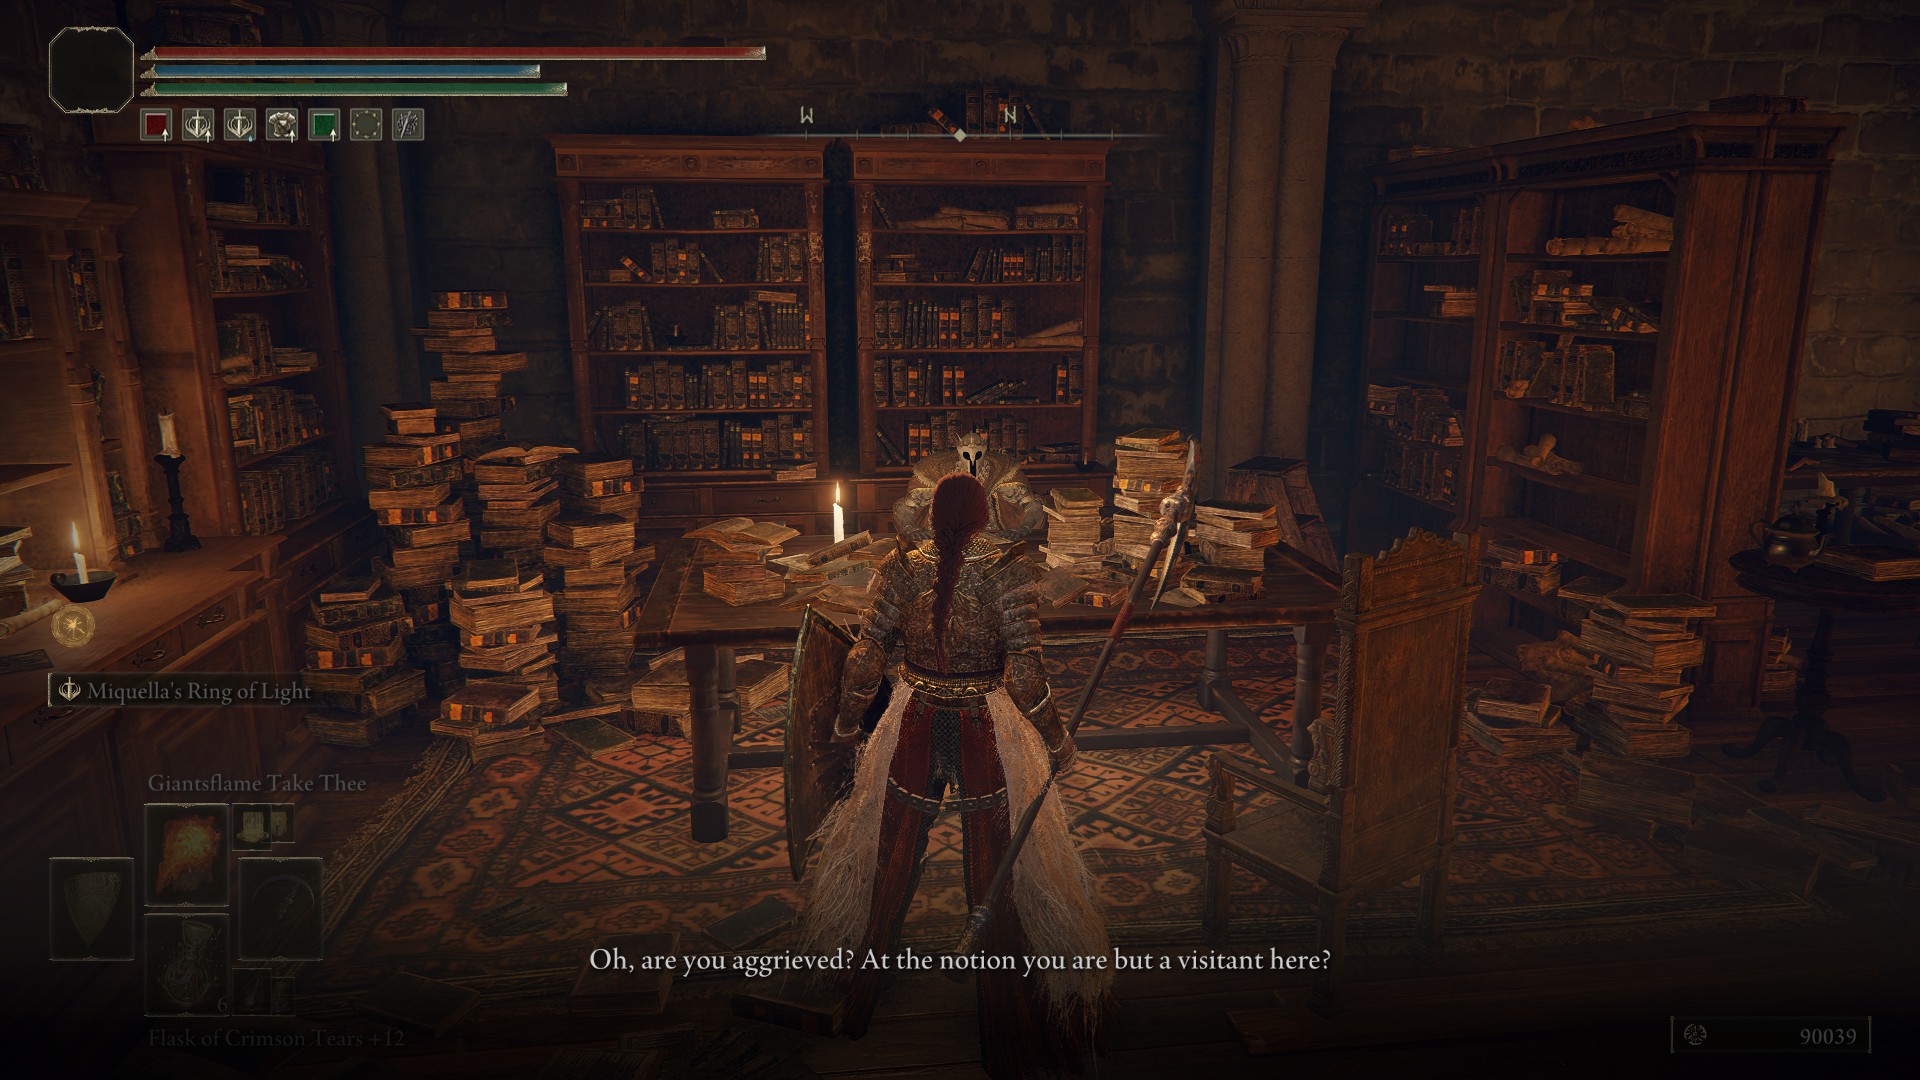 W
N
Miquella's Ring of Light
Giantsflame Take Thee
6
Flask of Crimson Tears +12
Oh, are you aggrieved? At the notion you are but a visitant here?
90039